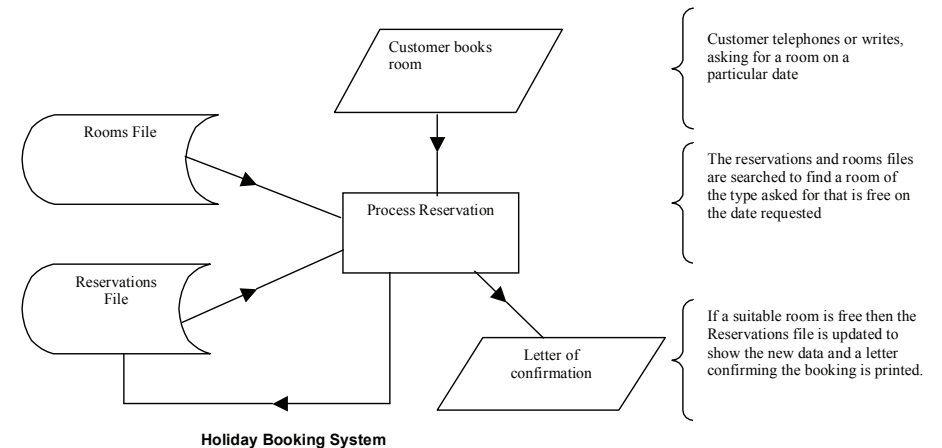 Customer books
room
Customer telephones or writes,
asking for a room on a
particular date
Rooms File
Process Reservation
The reservations and rooms files
are searched to find a room of
the type asked for that is free on
the date requested
Reservations
File
Letter of
confirmation
If a suitable room is free then the
Reservations file is updated to
show the new data and a letter
confirming the booking is printed.
Holiday Booking System